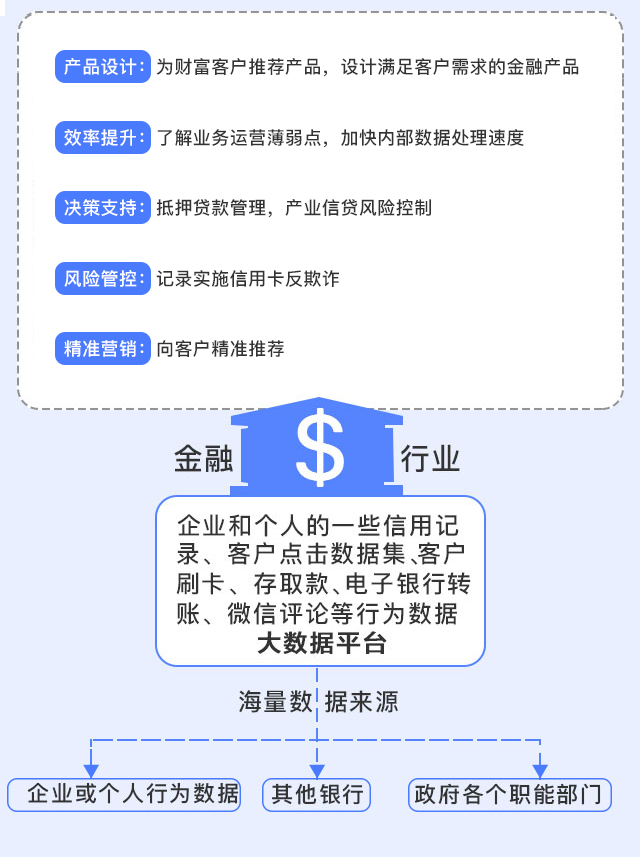 产品设计：为财富客户推荐产品，设计满足客户需求的金融产品
效率提升：了解业务运营薄弱点，加快内部数据处理速度
决策支持：抵押贷款管理，产业信贷风险控制
风险管控：记录实施信用卡反欺诈
精准营销：向客户精准推荐
金融 $ 行业
企业和个人的一些信用记
录、客户点击数据集、客户
刷卡、存取款、电子银行转
账、微信评论等行为数据
大数据平台
海量数据来源
企业或个人行为数据 其他银行 政府各个职能部门